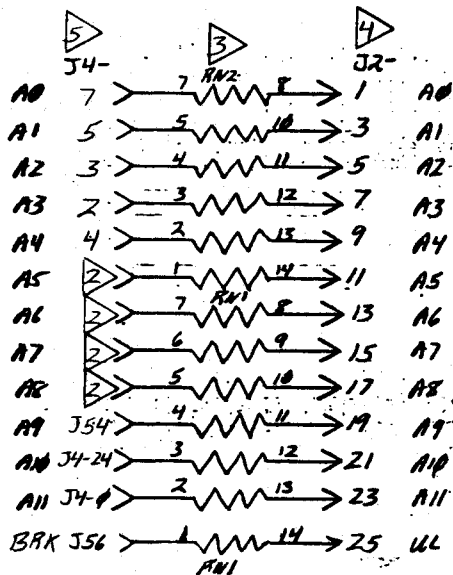 5 3 4
J4- J2-
RN2
A0 7 7 8 1 A0
A1 5 5 10 3 A1
A2 3 4 11 5 A2
A3 2 3 12 7 A3
A4 4 2 13 9 A4
A5 2 1 14 11 A5
RN1
A6 2 7 8 13 A6
A7 2 6 9 15 A7
A8 2 5 10 17 A8
A9 J54 4 11 19 A9
A10 J4-24 3 12 21 A10
A11 J4-0 2 13 23 A11
BRK J56 1 14 25 UL
RN1